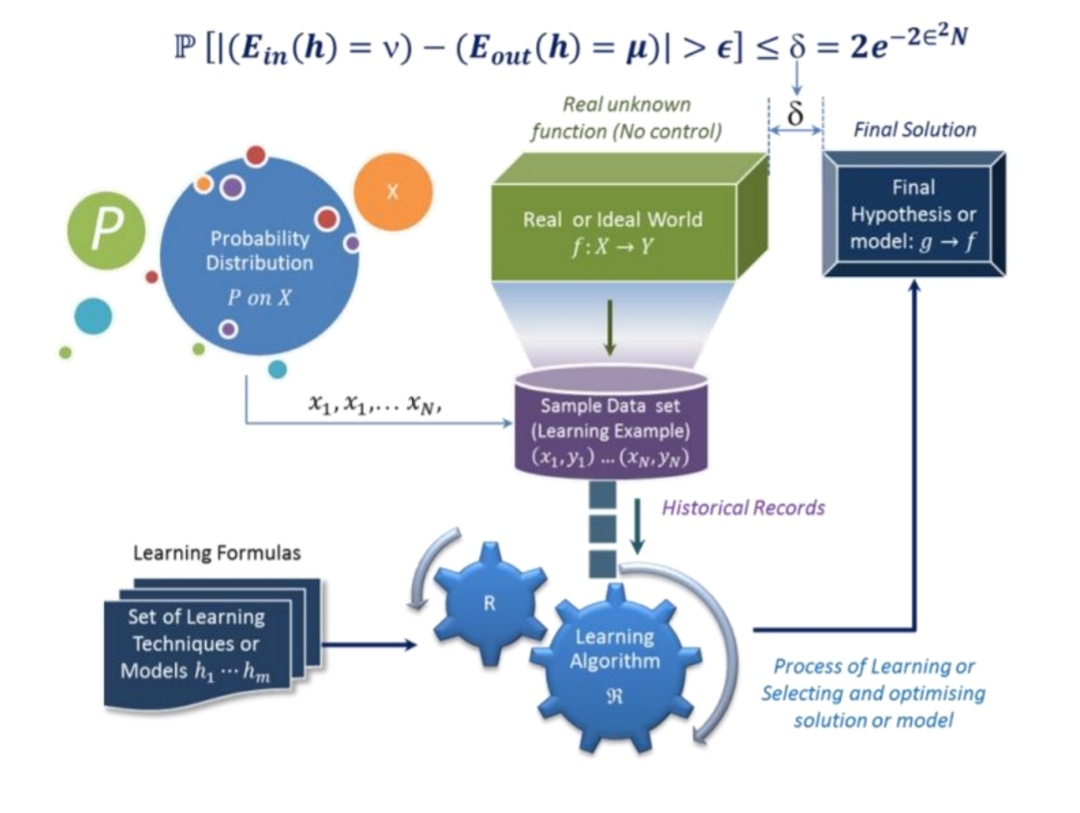 ℙ [|(E_in(h) = ν) − (E_out(h) = μ)| > ϵ] ≤ δ = 2e^{−2∈²N}
Real unknown
function (No control)
δ
Final Solution
P
X
Probability
Distribution
P on X
Real or Ideal World
f: X → Y
Final
Hypothesis or
model: g → f
x₁, x₁,… x_N,
Sample Data set
(Learning Example)
(x₁,y₁) … (x_N,y_N)
Historical Records
Learning Formulas
Set of Learning
Techniques or
Models h₁ ⋯ h_m
R
Learning
Algorithm
ℜ
Process of Learning or
Selecting and optimising
solution or model